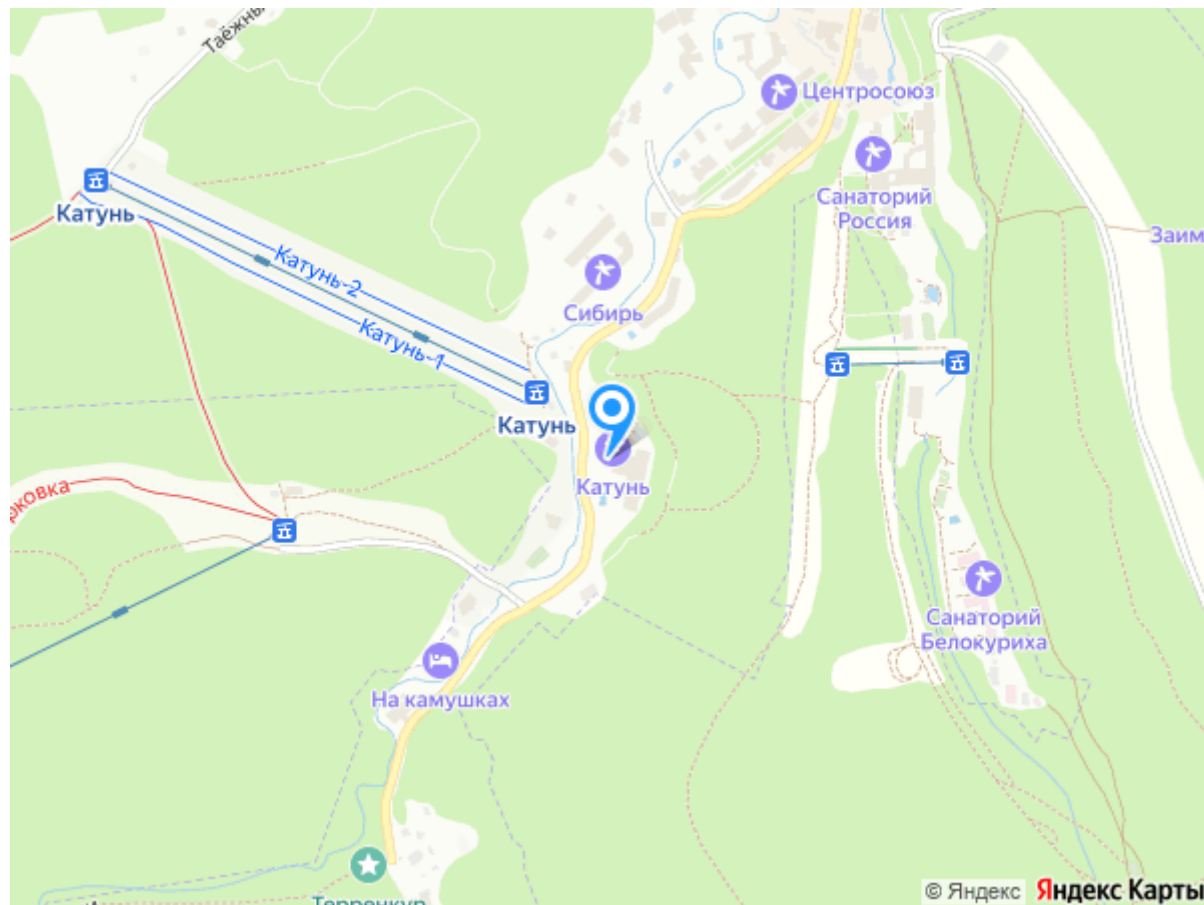 Таёжны
Центросоюз
Санаторий
Россия
Катунь
Заим
Катунь-2
Сибирь
Катунь-1
Катунь
Катунь
рковка
Санаторий
Белокуриха
На камушках
Терренкур
© Яндекс Яндекс Карты